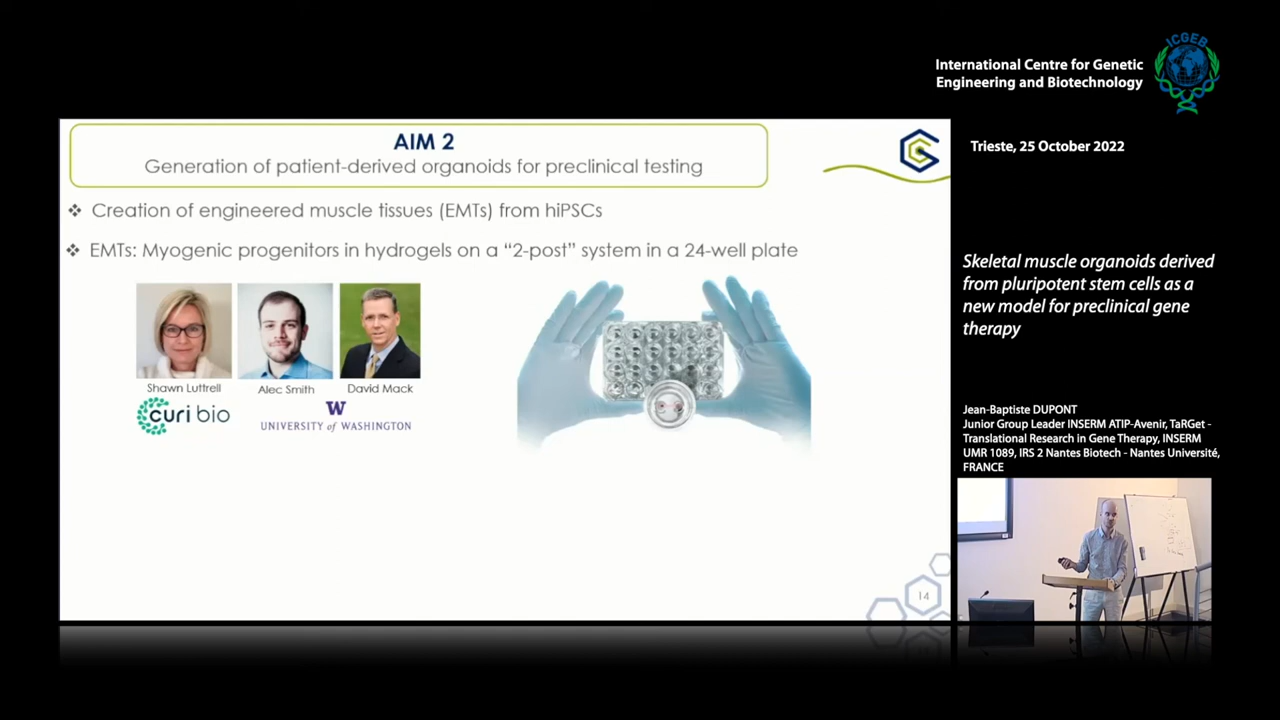 ICGEB
International Centre for Genetic
Engineering and Biotechnology
AIM 2
Generation of patient-derived organoids for preclinical testing
❖ Creation of engineered muscle tissues (EMTs) from hiPSCs
❖ EMTs: Myogenic progenitors in hydrogels on a “2-post” system in a 24-well plate
Shawn Luttrell
Alec Smith
David Mack
curi bio
W
UNIVERSITY of WASHINGTON
14
Trieste, 25 October 2022
Skeletal muscle organoids derived
from pluripotent stem cells as a
new model for preclinical gene
therapy
Jean-Baptiste DUPONT
Junior Group Leader INSERM ATIP-Avenir, TaRGet -
Translational Research in Gene Therapy, INSERM
UMR 1089, IRS 2 Nantes Biotech - Nantes Université,
FRANCE